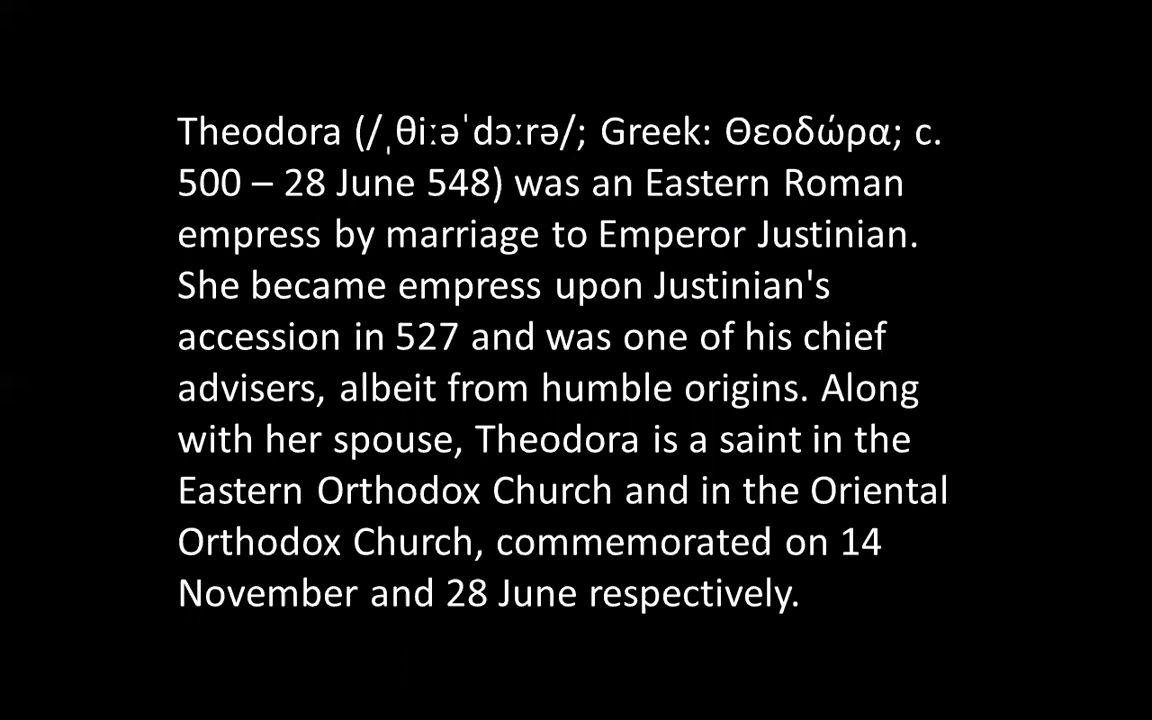 Theodora (/ˌθiːəˈdɔːrə/; Greek: Θεοδώρα; c.
500 – 28 June 548) was an Eastern Roman
empress by marriage to Emperor Justinian.
She became empress upon Justinian's
accession in 527 and was one of his chief
advisers, albeit from humble origins. Along
with her spouse, Theodora is a saint in the
Eastern Orthodox Church and in the Oriental
Orthodox Church, commemorated on 14
November and 28 June respectively.